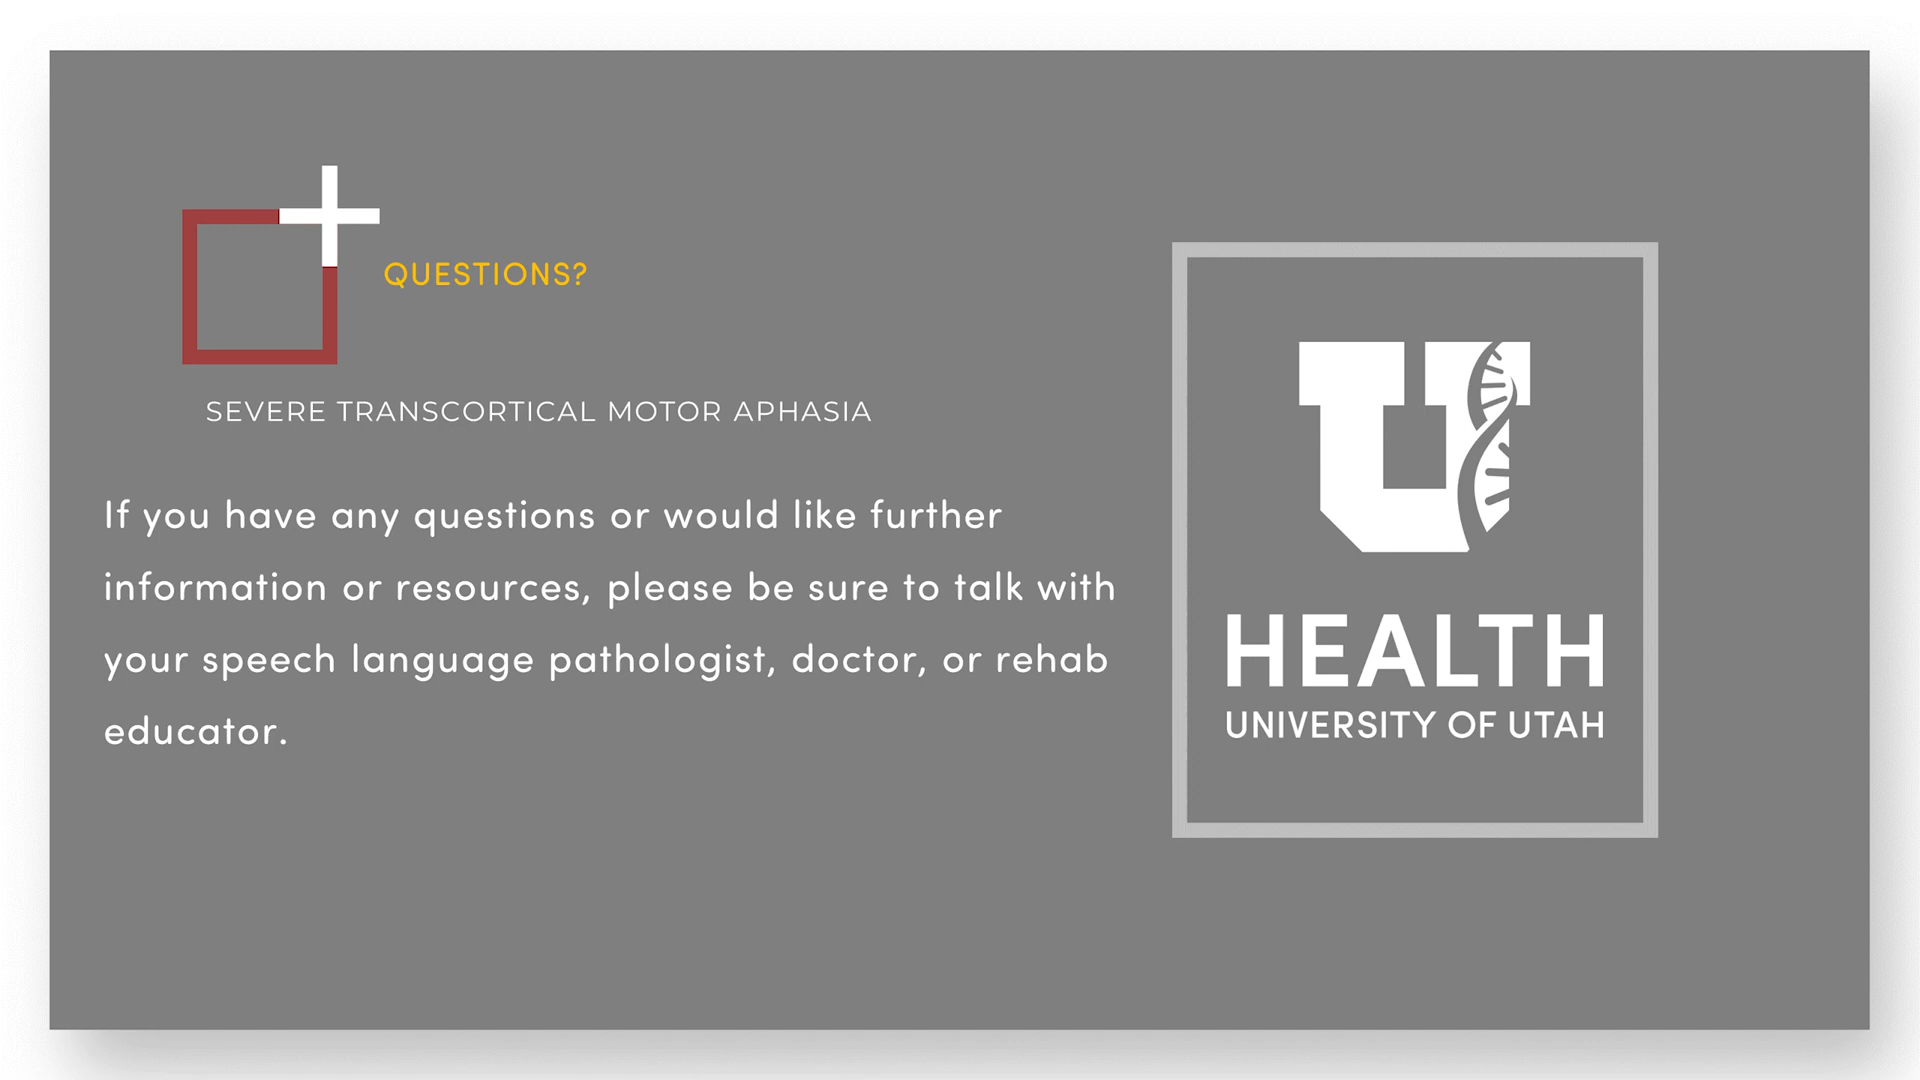 QUESTIONS?
SEVERE TRANSCORTICAL MOTOR APHASIA
If you have any questions or would like further
information or resources, please be sure to talk with
your speech language pathologist, doctor, or rehab
educator.
U
HEALTH
UNIVERSITY OF UTAH